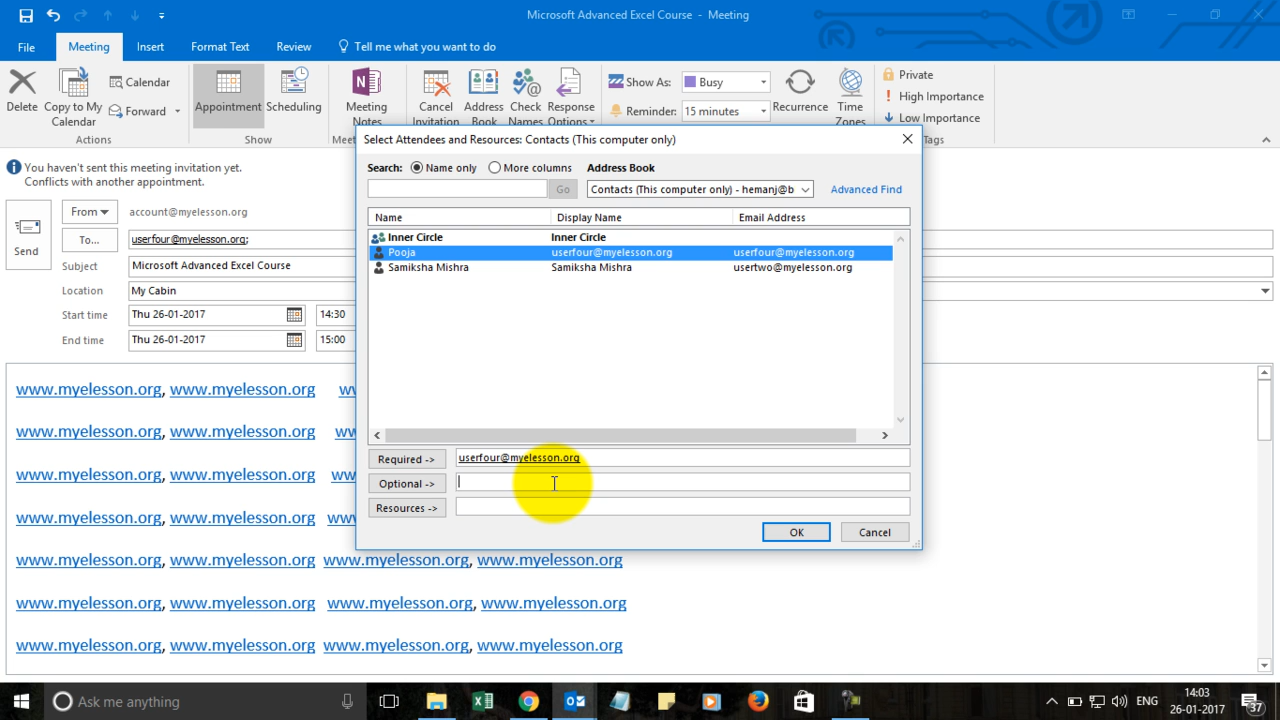 Microsoft Advanced Excel Course - Meeting
File Meeting Insert Format Text Review Tell me what you want to do
Delete
Copy to My Calendar
Calendar
Forward
Actions
Appointment
Scheduling
Show
Meeting Notes
Cancel Invitation
Address Book
Check Names
Response Options
Show As: Busy
Reminder: 15 minutes
Recurrence
Time Zones
Private
High Importance
Low Importance
Tags
You haven't sent this meeting invitation yet.
Conflicts with another appointment.
Send
From account@myelesson.org
To... userfour@myelesson.org;
Subject Microsoft Advanced Excel Course
Location My Cabin
Start time Thu 26-01-2017 14:30
End time Thu 26-01-2017 15:00
Select Attendees and Resources: Contacts (This computer only)
Search: Name only More columns Address Book
Go Contacts (This computer only) - hemanj@b Advanced Find
Name Display Name Email Address
Inner Circle Inner Circle
Pooja userfour@myelesson.org userfour@myelesson.org
Samiksha Mishra Samiksha Mishra usertwo@myelesson.org
Required -> userfour@myelesson.org
Optional ->
Resources ->
OK Cancel
www.myelesson.org, www.myelesson.org
www.myelesson.org, www.myelesson.org
www.myelesson.org, www.myelesson.org
www.myelesson.org, www.myelesson.org
www.myelesson.org, www.myelesson.org www.myelesson.org, www.myelesson.org
www.myelesson.org, www.myelesson.org www.myelesson.org, www.myelesson.org
www.myelesson.org, www.myelesson.org www.myelesson.org, www.myelesson.org
Ask me anything
ENG
14:03
26-01-2017
37